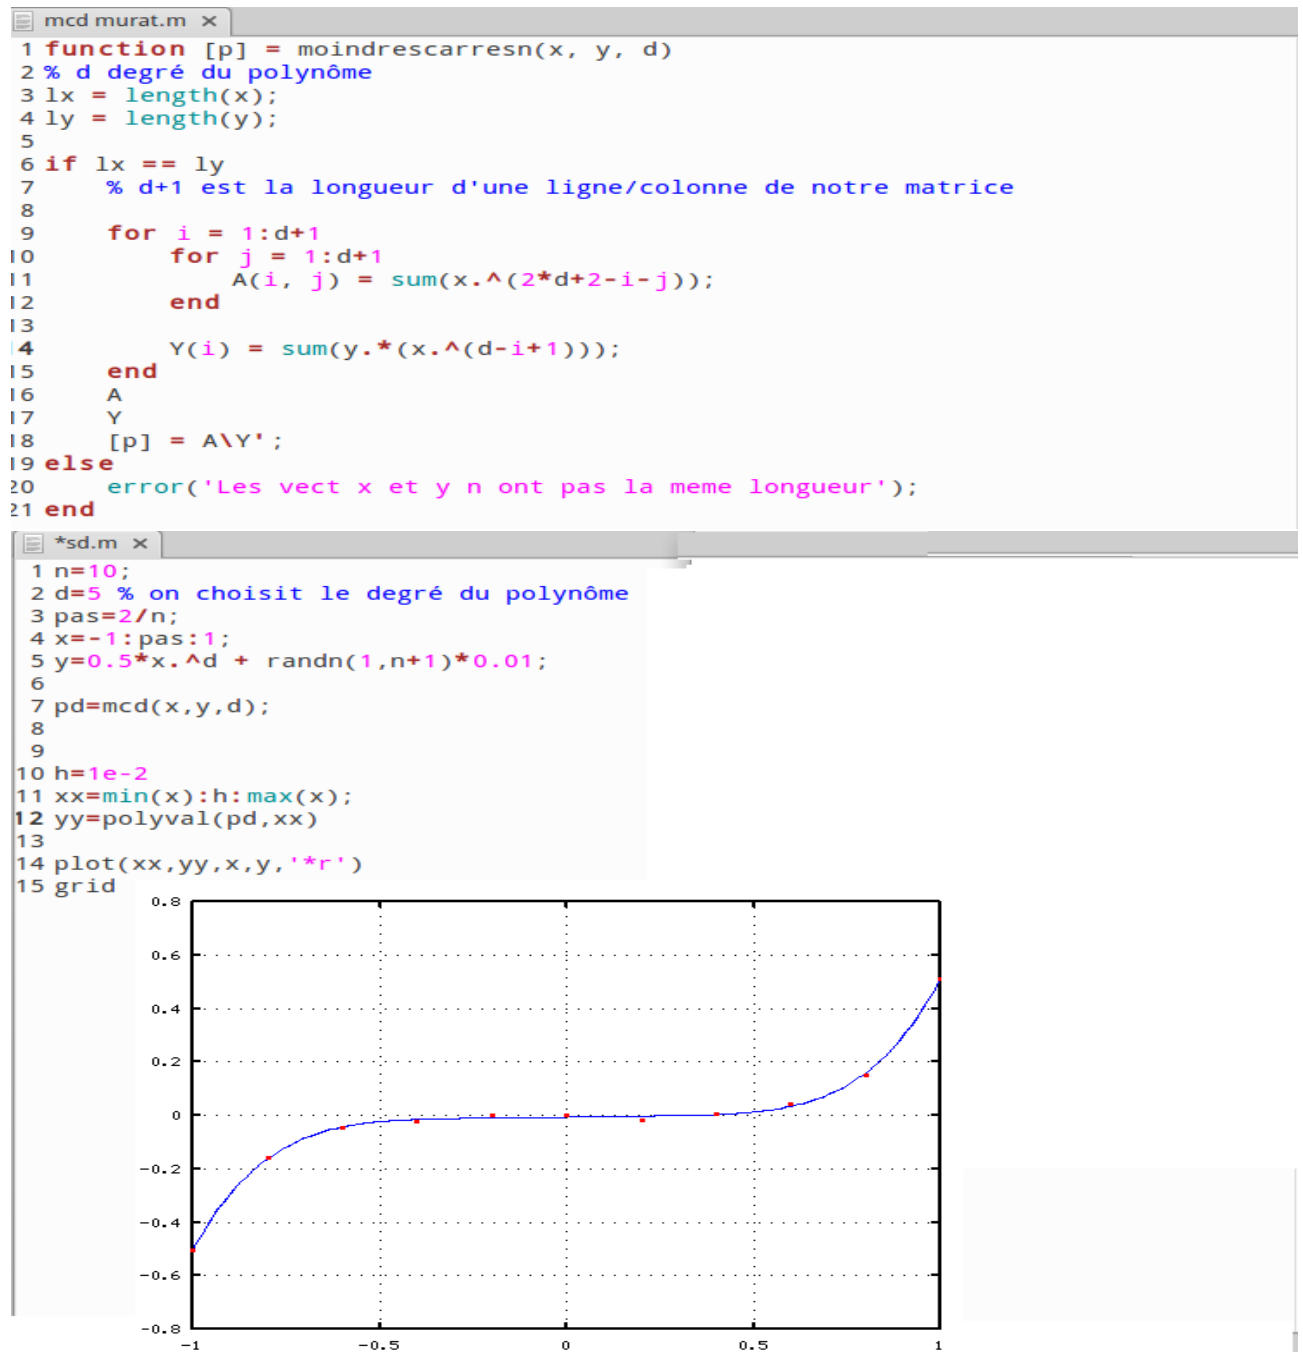 mcd murat.m ×
1 function [p] = moindrescarresn(x, y, d)
2 % d degré du polynôme
3 lx = length(x);
4 ly = length(y);
5
6 if lx == ly
7 % d+1 est la longueur d'une ligne/colonne de notre matrice
8
9 for i = 1:d+1
10 for j = 1:d+1
11 A(i, j) = sum(x.^(2*d+2-i-j));
12 end
13
14 Y(i) = sum(y.*(x.^(d-i+1)));
15 end
16 A
17 Y
18 [p] = A\Y';
19 else
20 error('Les vect x et y n ont pas la meme longueur');
21 end
*sd.m ×
1 n=10;
2 d=5 % on choisit le degré du polynôme
3 pas=2/n;
4 x=-1:pas:1;
5 y=0.5*x.^d + randn(1,n+1)*0.01;
6
7 pd=mcd(x,y,d);
8
9
10 h=1e-2
11 xx=min(x):h:max(x);
12 yy=polyval(pd,xx)
13
14 plot(xx,yy,x,y,'*r')
15 grid
0.8
0.6
0.4
0.2
0
-0.2
-0.4
-0.6
-0.8
-1 -0.5 0 0.5 1